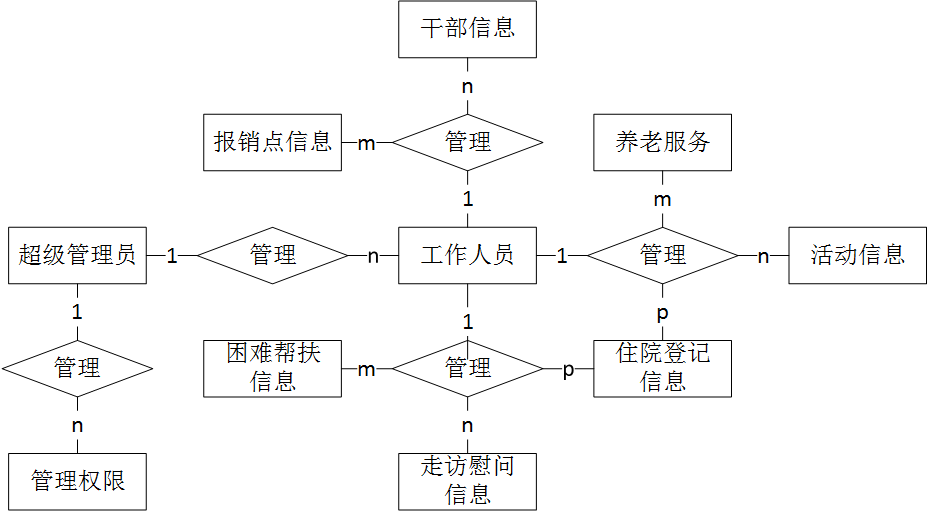 干部信息
n
报销点信息
m
管理
养老服务
1
m
超级管理员
1
管理
n
工作人员
1
管理
n
活动信息
1
1
p
管理
困难帮扶
信息
m
管理
p
住院登记
信息
n
n
管理权限
走访慰问
信息